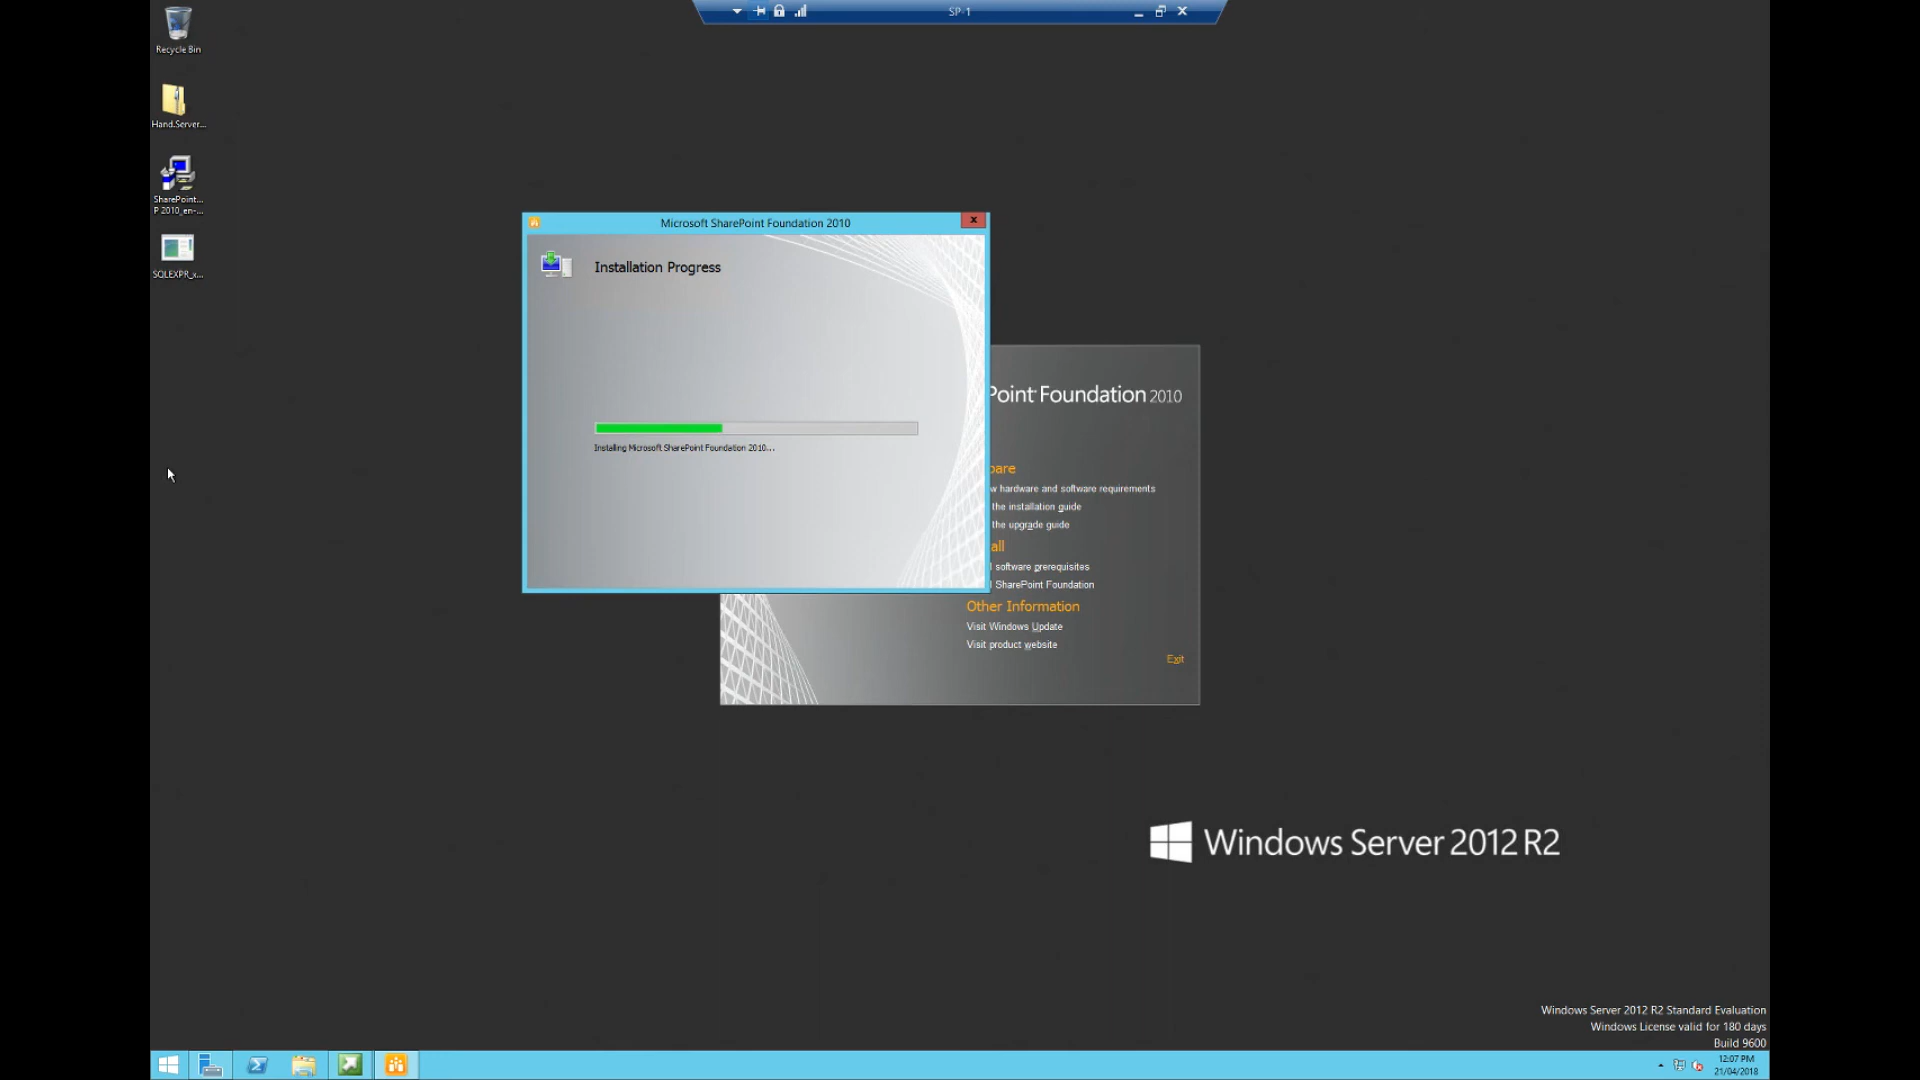 SP-1
Recycle Bin
Hand.Server...
SharePoint...
P 2010_en-...
SQLEXPR_x...
Microsoft SharePoint Foundation 2010
Installation Progress
Installing Microsoft SharePoint Foundation 2010...
Point Foundation 2010
pare
w hardware and software requirements
the installation guide
the upgrade guide
all
l software prerequisites
l SharePoint Foundation
Other Information
Visit Windows Update
Visit product website
Exit
Windows Server 2012 R2
Windows Server 2012 R2 Standard Evaluation
Windows License valid for 180 days
Build 9600
12:07 PM
21/04/2018